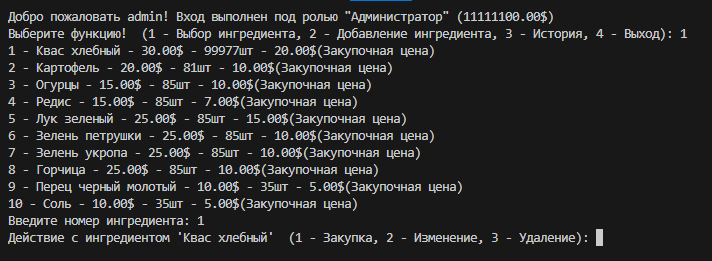 Добро пожаловать admin! Вход выполнен под ролью "Администратор" (11111100.00$)
Выберите функцию!  (1 - Выбор ингредиента, 2 - Добавление ингредиента, 3 - История, 4 - Выход): 1
1 - Квас хлебный - 30.00$ - 99977шт - 20.00$(Закупочная цена)
2 - Картофель - 20.00$ - 81шт - 10.00$(Закупочная цена)
3 - Огурцы - 15.00$ - 85шт - 10.00$(Закупочная цена)
4 - Редис - 15.00$ - 85шт - 7.00$(Закупочная цена)
5 - Лук зеленый - 25.00$ - 85шт - 15.00$(Закупочная цена)
6 - Зелень петрушки - 25.00$ - 85шт - 10.00$(Закупочная цена)
7 - Зелень укропа - 25.00$ - 85шт - 10.00$(Закупочная цена)
8 - Горчица - 25.00$ - 85шт - 10.00$(Закупочная цена)
9 - Перец черный молотый - 10.00$ - 35шт - 5.00$(Закупочная цена)
10 - Соль - 10.00$ - 35шт - 5.00$(Закупочная цена)
Введите номер ингредиента: 1
Действие с ингредиентом 'Квас хлебный'  (1 - Закупка, 2 - Изменение, 3 - Удаление):